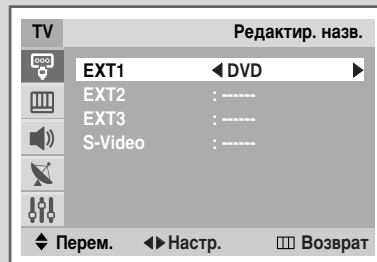 TV Редактир. назв.
EXT1 ◀ DVD ▶
EXT2 : ------
EXT3 : ------
S-Video : ------
Перем. Настр. Возврат